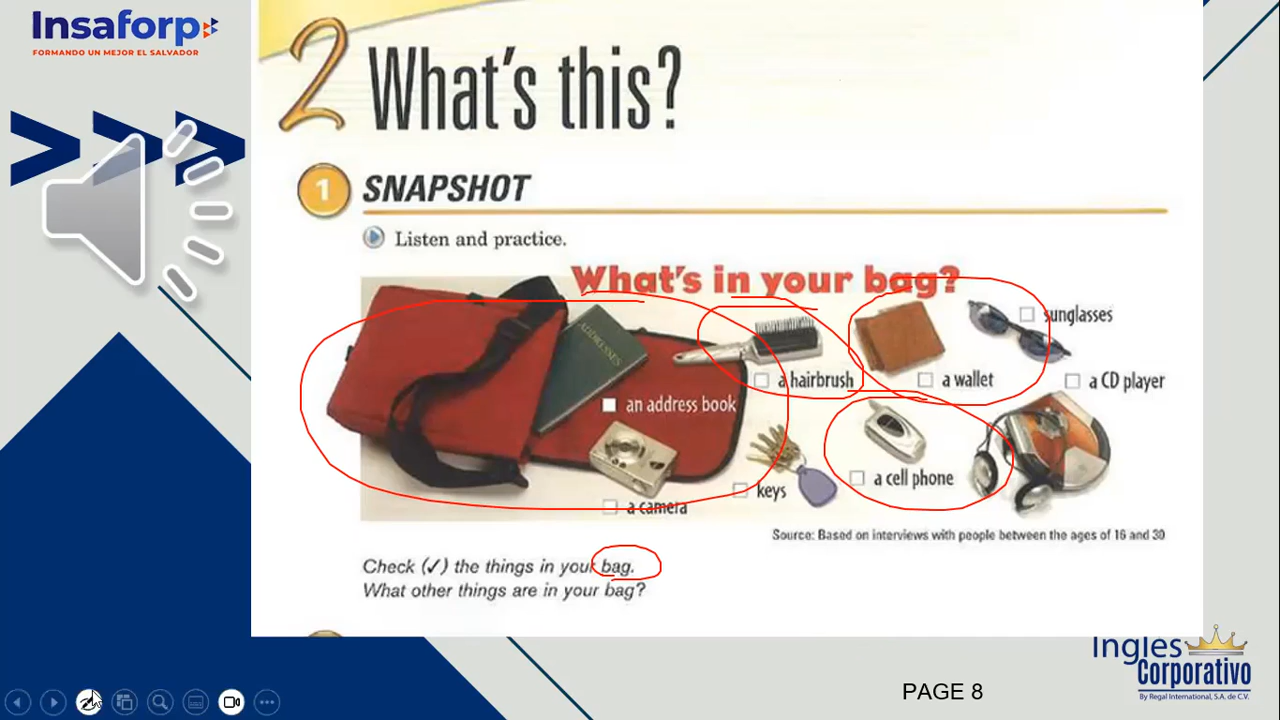 Insaforp
FORMANDO UN MEJOR EL SALVADOR
2 What's this?
1 SNAPSHOT
Listen and practice.
What's in your bag?
ADDRESSES
sunglasses
a hairbrush
a wallet
a CD player
an address book
a cell phone
keys
a camera
Source: Based on interviews with people between the ages of 16 and 30
Check (✓) the things in your bag.
What other things are in your bag?
PAGE 8
Ingles
Corporativo
By Regal International, S.A. de C.V.